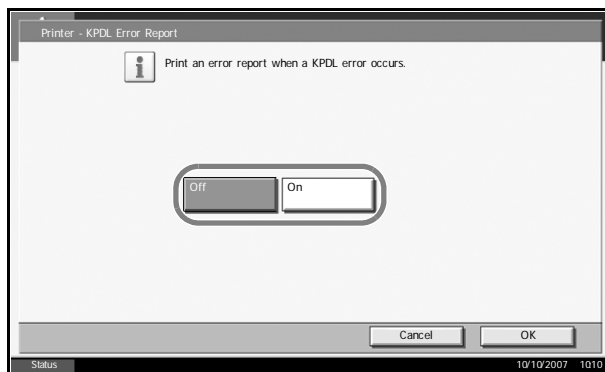 Printer - KPDL Error Report
Print an error report when a KPDL error occurs.
Off On
Cancel OK
Status 10/10/2007 10:10